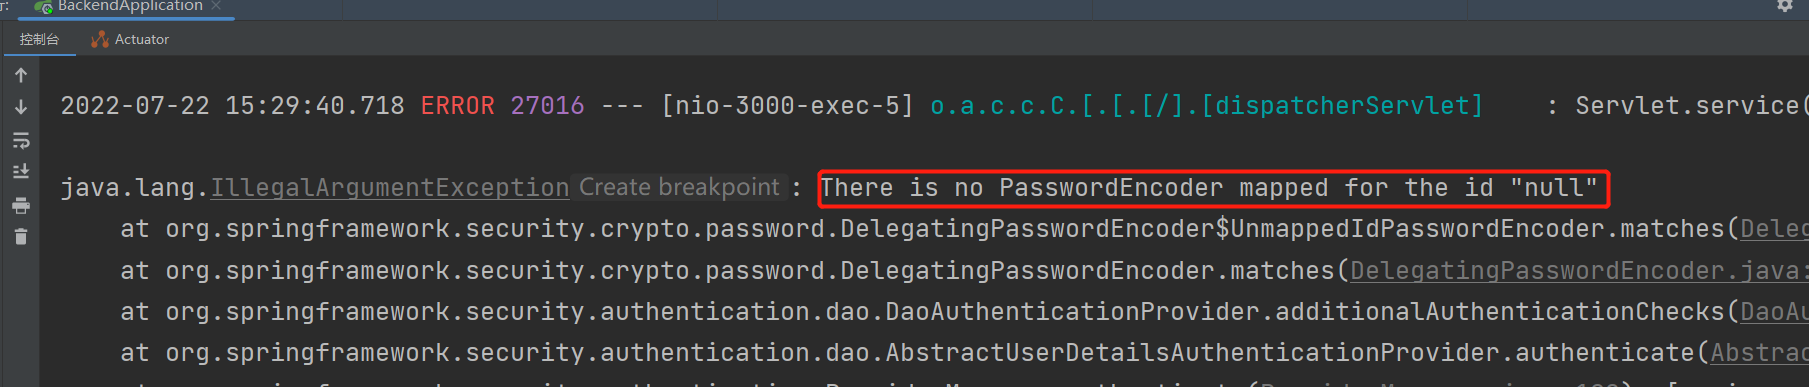 BackendApplication
控制台 Actuator
2022-07-22 15:29:40.718 ERROR 27016 --- [nio-3000-exec-5] o.a.c.c.C.[.[.[/].[dispatcherServlet] : Servlet.service(
java.lang.IllegalArgumentException Create breakpoint : There is no PasswordEncoder mapped for the id "null"
at org.springframework.security.crypto.password.DelegatingPasswordEncoder$UnmappedIdPasswordEncoder.matches(Deleg
at org.springframework.security.crypto.password.DelegatingPasswordEncoder.matches(DelegatingPasswordEncoder.java:
at org.springframework.security.authentication.dao.DaoAuthenticationProvider.additionalAuthenticationChecks(DaoAu
at org.springframework.security.authentication.dao.AbstractUserDetailsAuthenticationProvider.authenticate(Abstrac